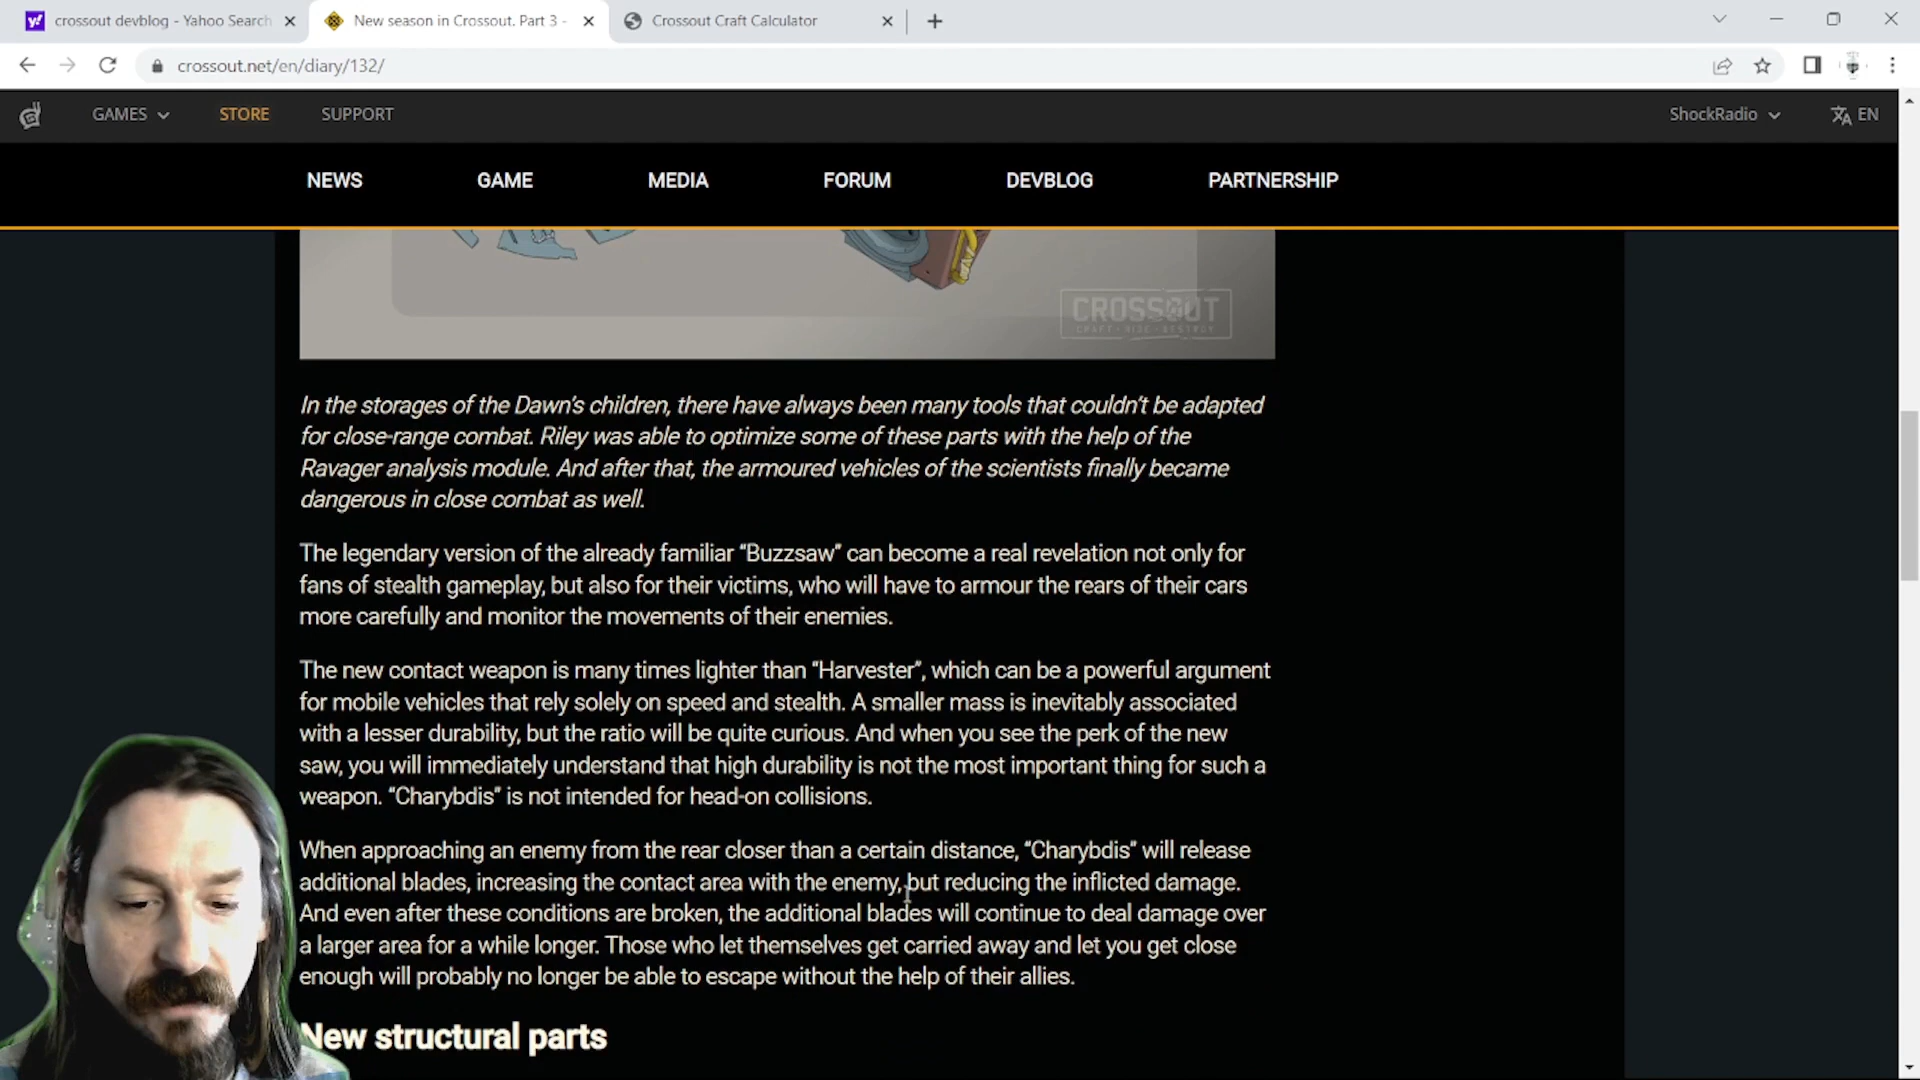 crossout devblog - Yahoo Search
New season in Crossout. Part 3 -
Crossout Craft Calculator
crossout.net/en/diary/132/
GAMES
STORE
SUPPORT
ShockRadio
EN
NEWS
GAME
MEDIA
FORUM
DEVBLOG
PARTNERSHIP
CROSSOUT
CRAFT · RIDE · DESTROY
In the storages of the Dawn's children, there have always been many tools that couldn't be adapted
for close-range combat. Riley was able to optimize some of these parts with the help of the
Ravager analysis module. And after that, the armoured vehicles of the scientists finally became
dangerous in close combat as well.
The legendary version of the already familiar “Buzzsaw” can become a real revelation not only for
fans of stealth gameplay, but also for their victims, who will have to armour the rears of their cars
more carefully and monitor the movements of their enemies.
The new contact weapon is many times lighter than “Harvester”, which can be a powerful argument
for mobile vehicles that rely solely on speed and stealth. A smaller mass is inevitably associated
with a lesser durability, but the ratio will be quite curious. And when you see the perk of the new
saw, you will immediately understand that high durability is not the most important thing for such a
weapon. “Charybdis” is not intended for head-on collisions.
When approaching an enemy from the rear closer than a certain distance, “Charybdis” will release
additional blades, increasing the contact area with the enemy, but reducing the inflicted damage.
And even after these conditions are broken, the additional blades will continue to deal damage over
a larger area for a while longer. Those who let themselves get carried away and let you get close
enough will probably no longer be able to escape without the help of their allies.
New structural parts